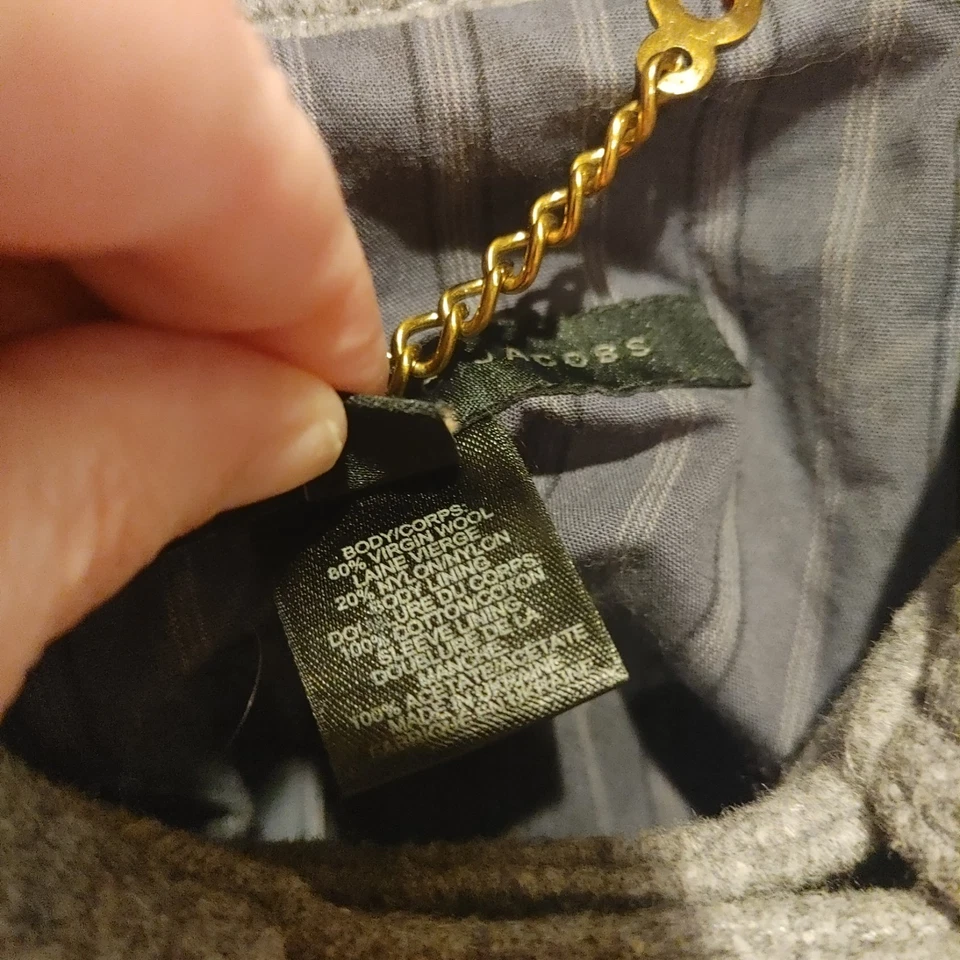 JACOBS
BODY/CORPS:
80% VIRGIN WOOL
LAINE VIERGE
20% NYLON/NYLON
BODY LINING
DU CORPS
100% COTTON/COTON
SLEEVE LINING
DOUBLURE DE LA
MANCHE
100% ACETATE/ACETATE
MADE IN UKRAINE
UKRAINE